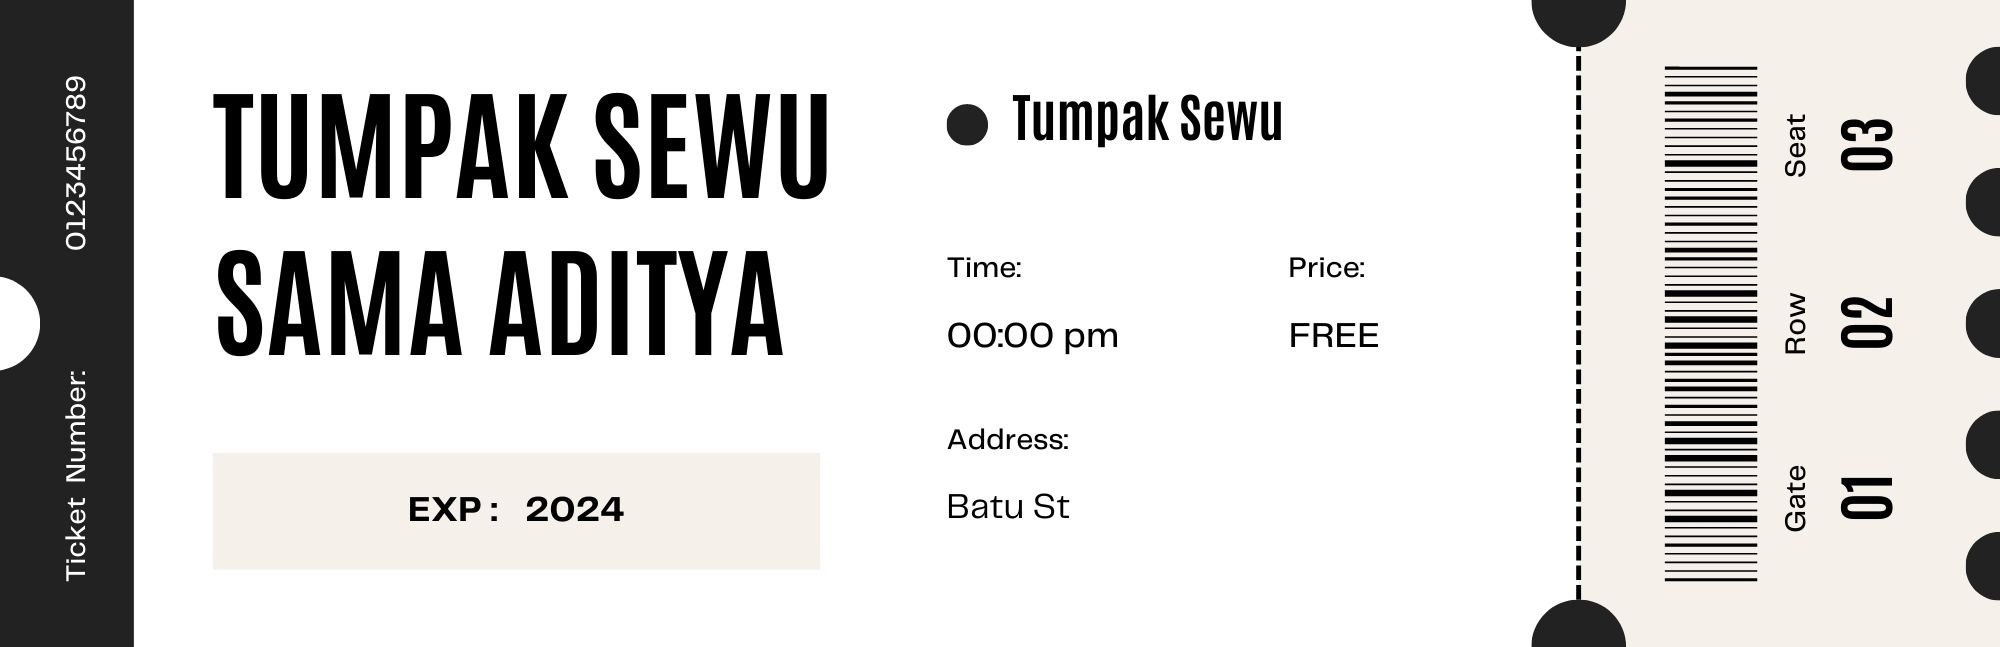 Ticket Number: 0123456789
TUMPAK SEWU
SAMA ADITYA
EXP : 2024
Tumpak Sewu
Time:
00:00 pm
Price:
FREE
Address:
Batu St
Gate
01
Row
02
Seat
03